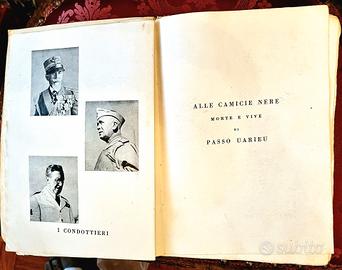 I CONDOTTIERI
ALLE CAMICIE NERE
MORTE E VIVE
DI
PASSO UARIEU
subito